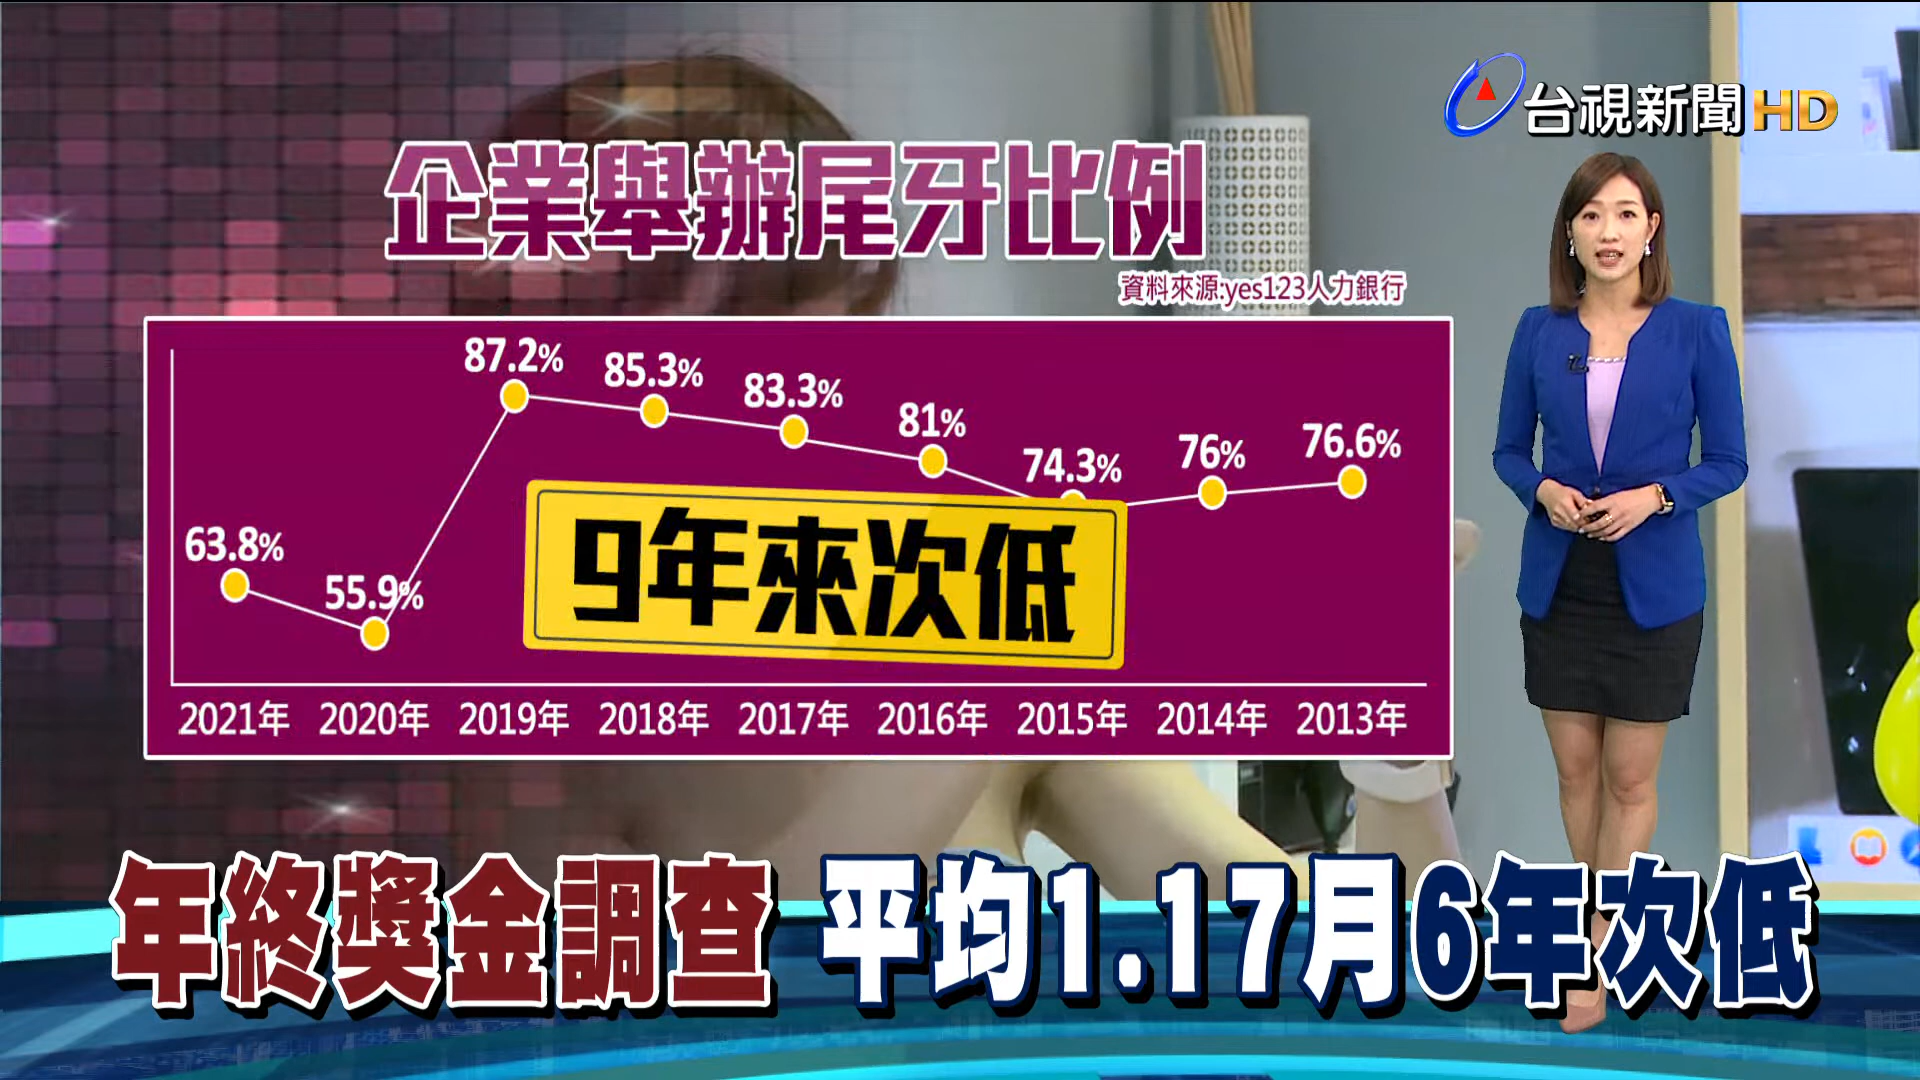 台視新聞HD
企業舉辦尾牙比例
資料來源:yes123人力銀行
87.2%
85.3%
83.3%
81%
74.3%
76%
76.6%
63.8%
55.9%
9年來次低
2021年 2020年 2019年 2018年 2017年 2016年 2015年 2014年 2013年
年終獎金調查 平均1.17月6年次低